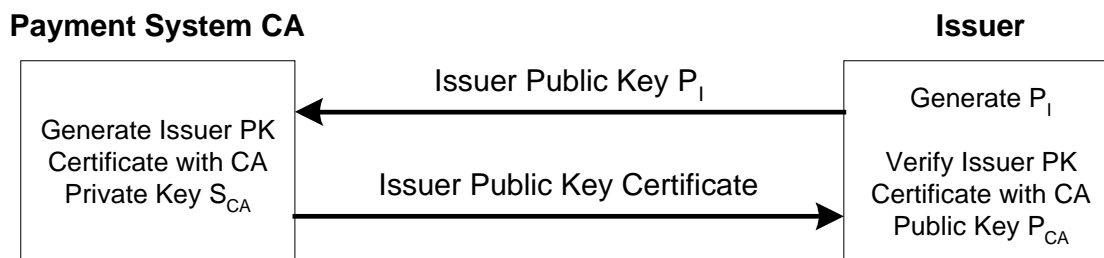 Payment System CA
Issuer
Issuer Public Key P_I
Generate P_I
Generate Issuer PK
Certificate with CA
Private Key S_CA
Issuer Public Key Certificate
Verify Issuer PK
Certificate with CA
Public Key P_CA